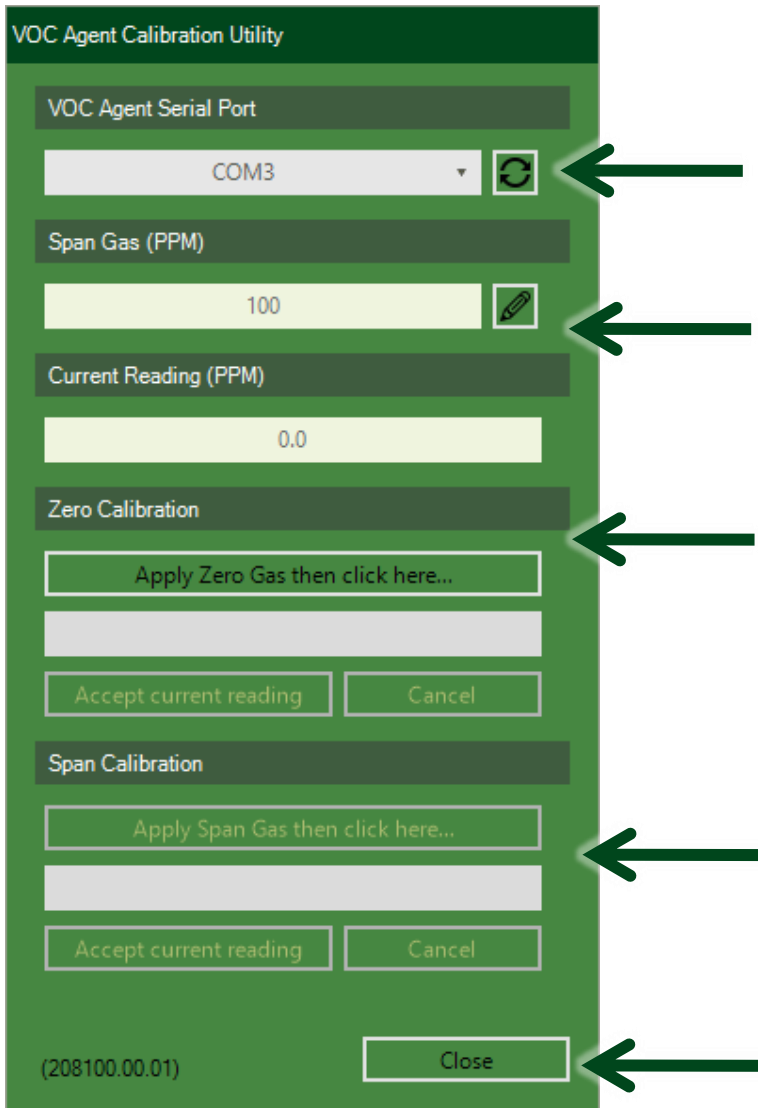 VOC Agent Calibration Utility
VOC Agent Serial Port
COM3
Span Gas (PPM)
100
Current Reading (PPM)
0.0
Zero Calibration
Apply Zero Gas then click here...
Accept current reading Cancel
Span Calibration
Apply Span Gas then click here...
Accept current reading Cancel
(208100.00.01) Close